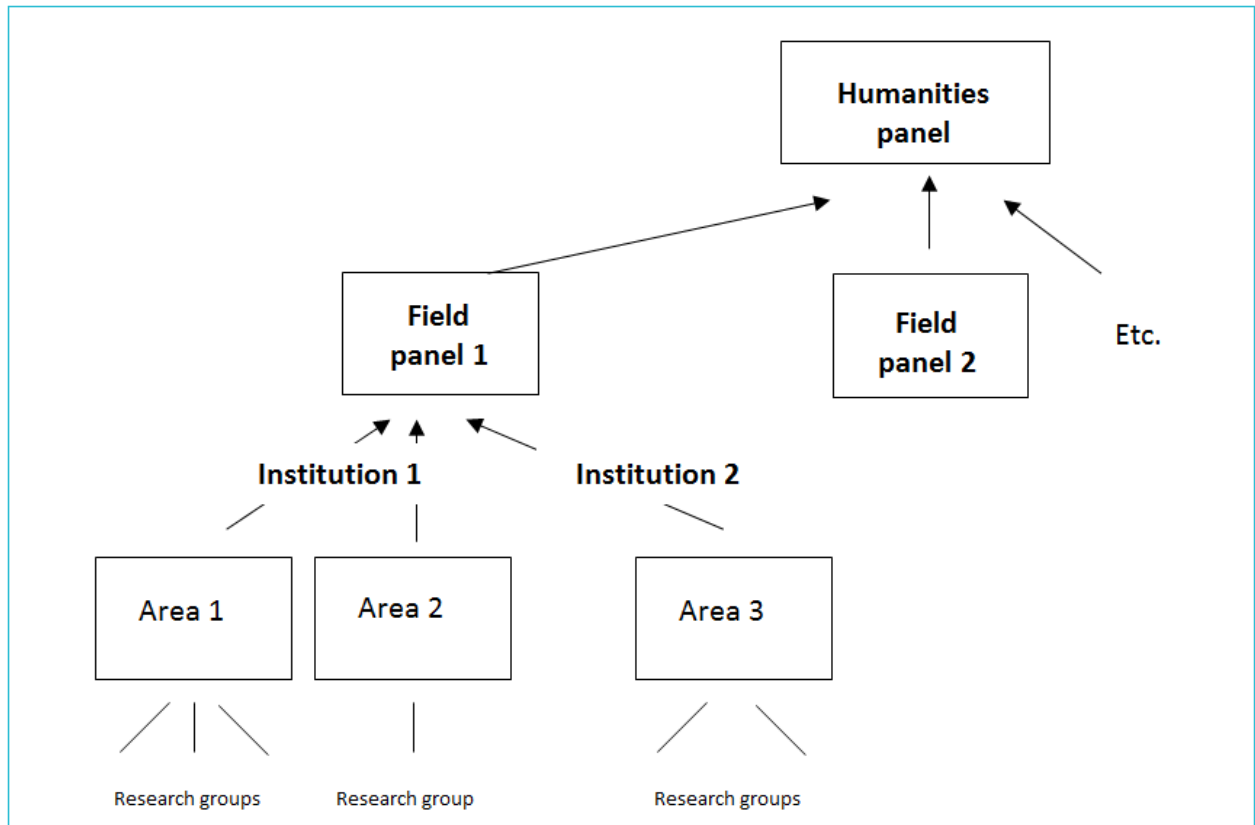 Humanities
panel
Field
panel 1
Field
panel 2
Etc.
Institution 1
Institution 2
Area 1
Area 2
Area 3
Research groups
Research group
Research groups